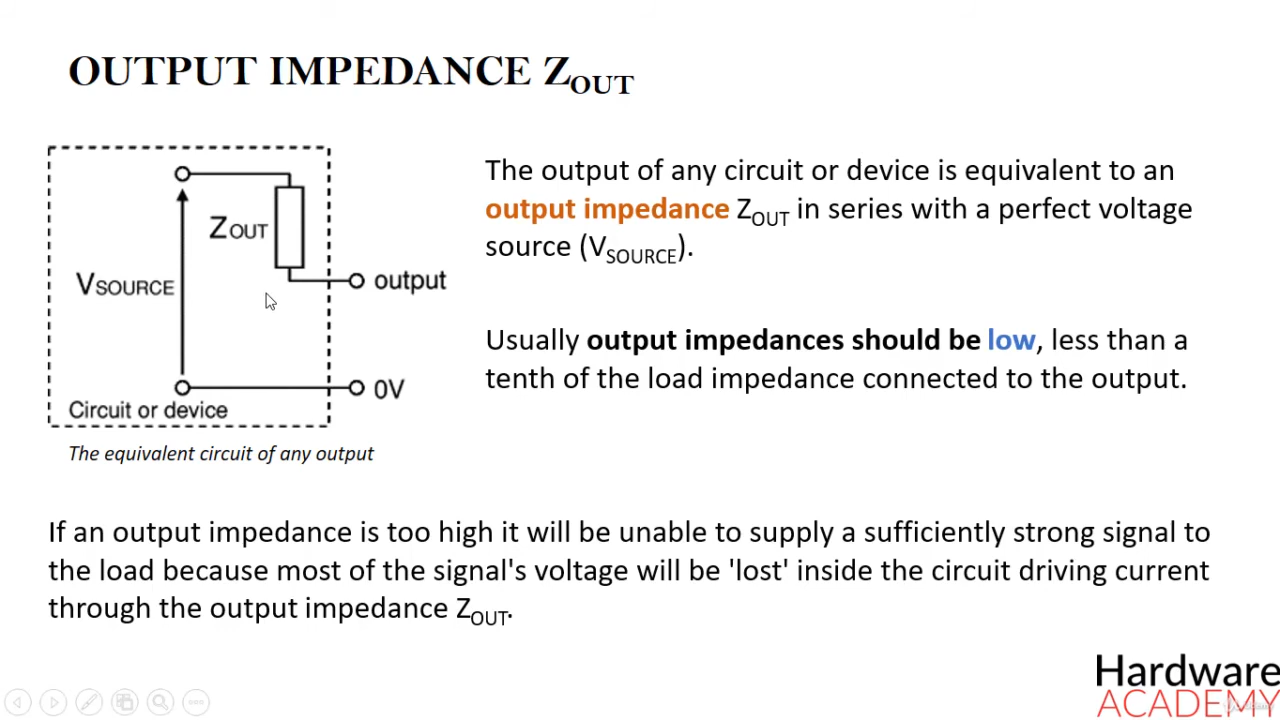 OUTPUT IMPEDANCE ZOUT
ZOUT
VSOURCE
output
0V
Circuit or device
The equivalent circuit of any output
The output of any circuit or device is equivalent to an
output impedance ZOUT in series with a perfect voltage
source (VSOURCE).
Usually output impedances should be low, less than a
tenth of the load impedance connected to the output.
If an output impedance is too high it will be unable to supply a sufficiently strong signal to
the load because most of the signal's voltage will be 'lost' inside the circuit driving current
through the output impedance ZOUT.
Hardware
ACADEMY